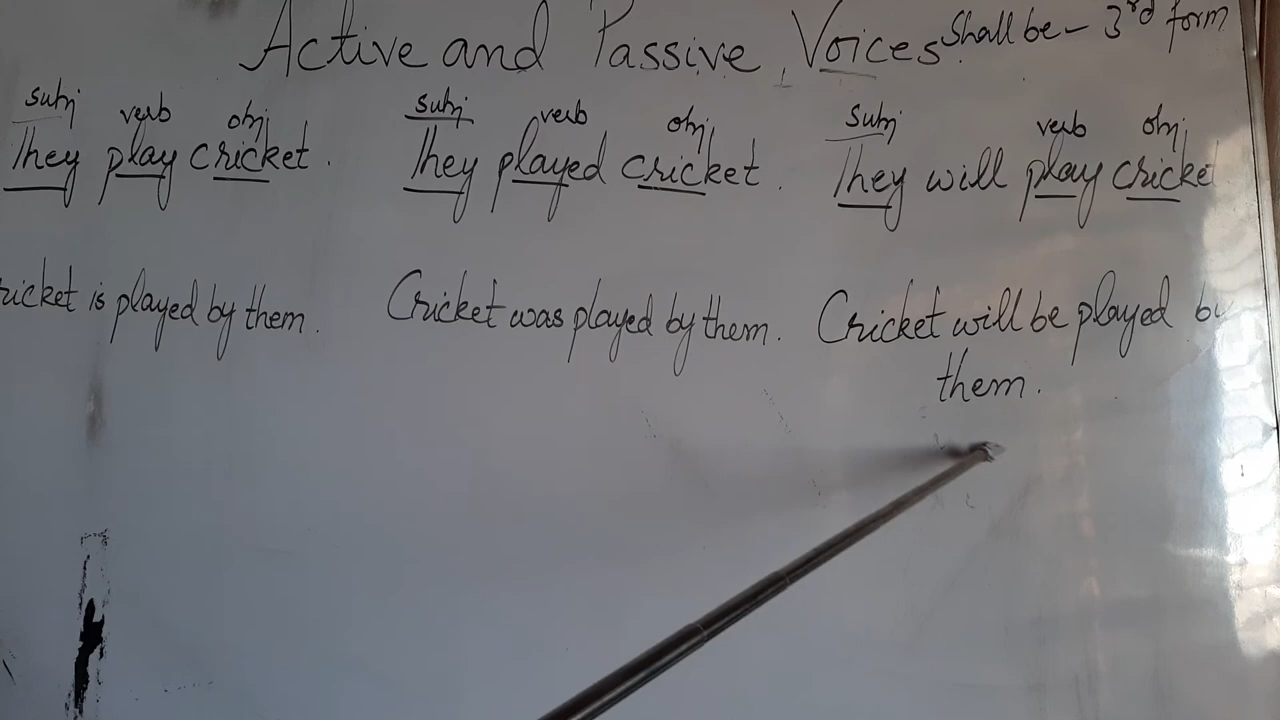 Active and Passive Voices. Shall be - 3rd form
subj verb obj
They play cricket.
subj verb obj
They played cricket.
subj verb obj
They will play cricket
ricket is played by them.
Cricket was played by them.
Cricket will be played by
them.